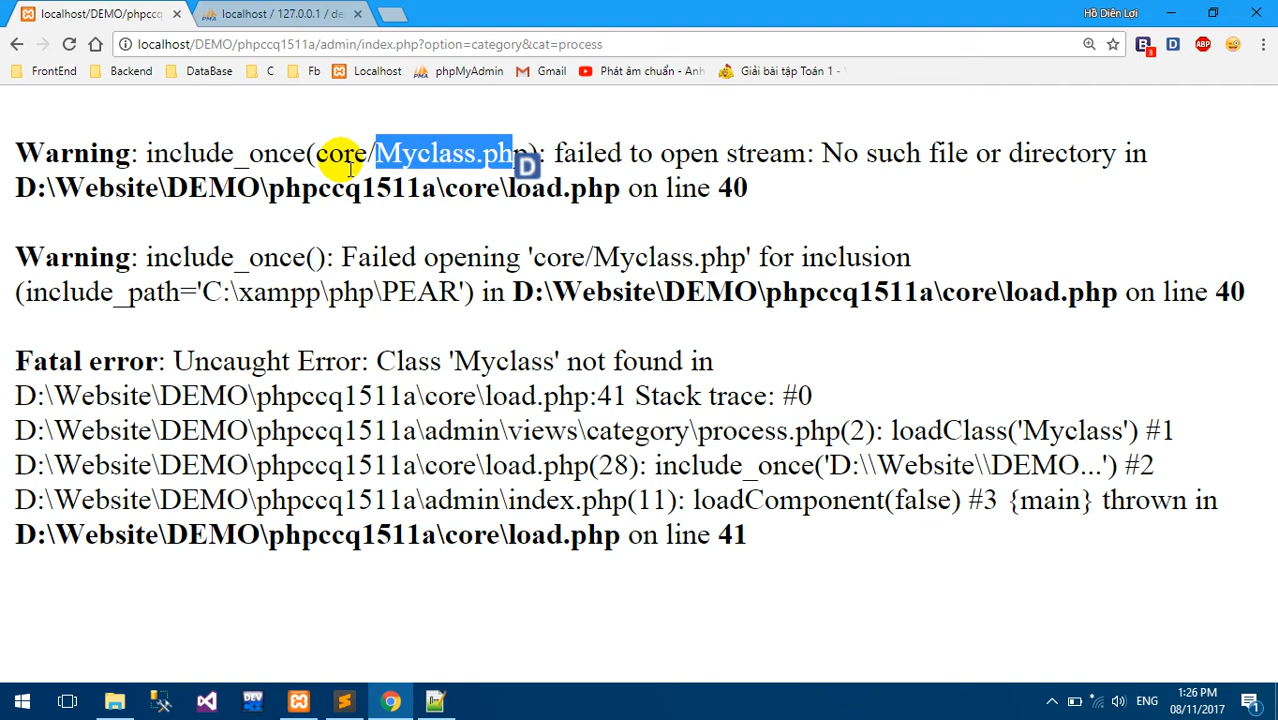 localhost/DEMO/phpccq
localhost / 127.0.0.1 / de
Hồ Diên Lợi
localhost/DEMO/phpccq1511a/admin/index.php?option=category&cat=process
3
D
ABP
FrontEnd
Backend
DataBase
C
Fb
Localhost
phpMyAdmin
Gmail
Phát âm chuẩn - Anh
Giải bài tập Toán 1 -
Warning: include_once(core/Myclass.php): failed to open stream: No such file or directory in
D:\Website\DEMO\phpccq1511a\core\load.php on line 40
Warning: include_once(): Failed opening 'core/Myclass.php' for inclusion
(include_path='C:\xampp\php\PEAR') in D:\Website\DEMO\phpccq1511a\core\load.php on line 40
Fatal error: Uncaught Error: Class 'Myclass' not found in
D:\Website\DEMO\phpccq1511a\core\load.php:41 Stack trace: #0
D:\Website\DEMO\phpccq1511a\admin\views\category\process.php(2): loadClass('Myclass') #1
D:\Website\DEMO\phpccq1511a\core\load.php(28): include_once('D:\\Website\\DEMO...') #2
D:\Website\DEMO\phpccq1511a\admin\index.php(11): loadComponent(false) #3 {main} thrown in
D:\Website\DEMO\phpccq1511a\core\load.php on line 41
DEV
ENG
1:26 PM
08/11/2017